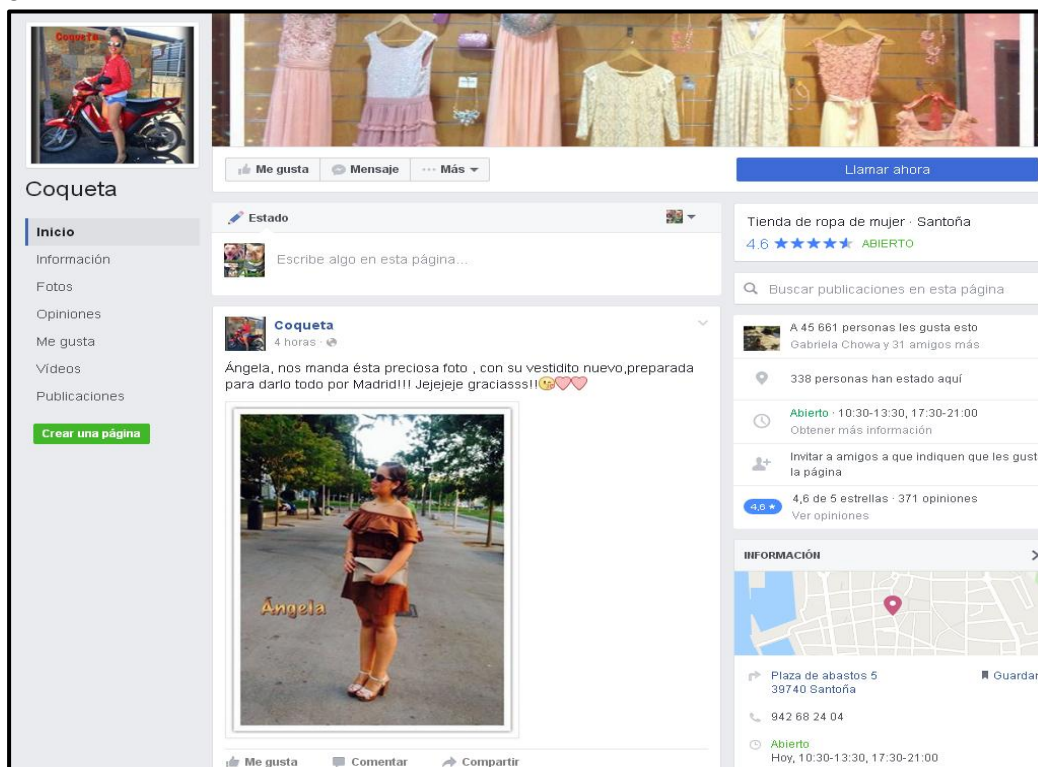 Coqueta
Coqueta
Inicio
Información
Fotos
Opiniones
Me gusta
Vídeos
Publicaciones
Crear una página
Me gusta
Mensaje
··· Más
Llamar ahora
Estado
Escribe algo en esta página...
Coqueta
4 horas ·
Ángela, nos manda ésta preciosa foto , con su vestidito nuevo,preparada
para darlo todo por Madrid!!! Jejejeje graciasss!!😘💖💖
Ángela
Me gusta
Comentar
Compartir
Tienda de ropa de mujer · Santoña
4.6 ★★★★★ ABIERTO
Buscar publicaciones en esta página
A 45 661 personas les gusta esto
Gabriela Chowa y 31 amigos más
338 personas han estado aquí
Abierto · 10:30-13:30, 17:30-21:00
Obtener más información
Invitar a amigos a que indiquen que les gust
la página
4,6 ★
4,6 de 5 estrellas · 371 opiniones
Ver opiniones
INFORMACIÓN
Plaza de abastos 5
39740 Santoña
Guardar
942 68 24 04
Abierto
Hoy, 10:30-13:30, 17:30-21:00